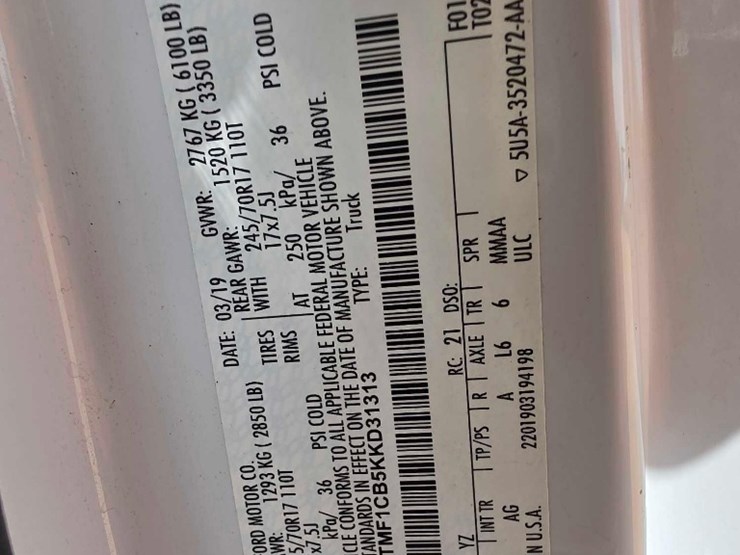 ORD MOTOR CO. DATE: 03/19 GVWR: 2767 KG ( 6100 LB)
WR: 1293 KG ( 2850 LB) REAR GAWR: 1520 KG ( 3350 LB)
5/70R17 110T TIRES WITH 245/70R17 110T
x7.5J RIMS 17x7.5J
kPa/ 36 PSI COLD AT 250 kPa/ 36 PSI COLD
CLE CONFORMS TO ALL APPLICABLE FEDERAL MOTOR VEHICLE
TANDARDS IN EFFECT ON THE DATE OF MANUFACTURE SHOWN ABOVE.
TMF1CB5KKD31313 TYPE: Truck
F01
YZ RC: 21 DSO: T02
INT TR TP/PS R AXLE TR SPR
AG A L6 6 MMAA
N U.S.A. 2201903194198 ULC ▽ 5U5A-3520472-AA